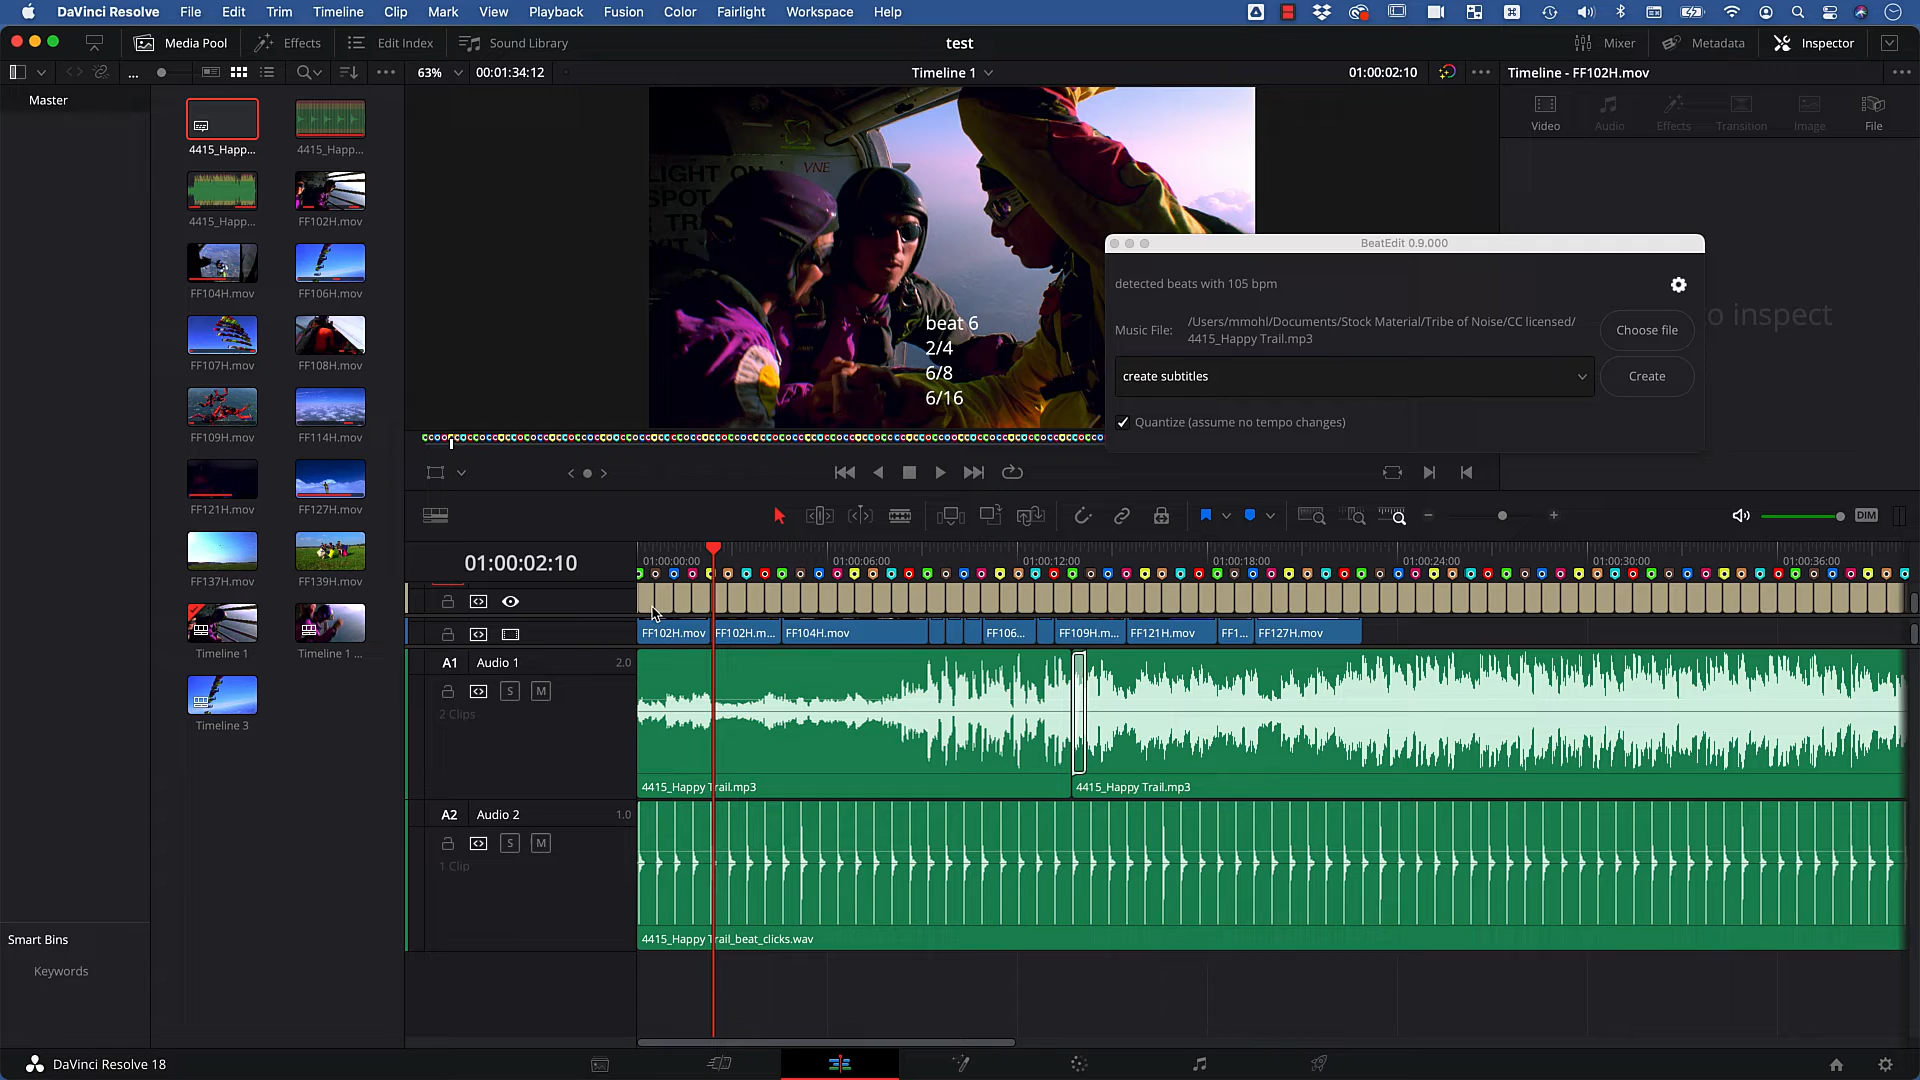 DaVinci Resolve File Edit Trim Timeline Clip Mark View Playback Fusion Color Fairlight Workspace Help
Media Pool Effects Edit Index Sound Library test Mixer Metadata Inspector
63% 00:01:34:12 Timeline 1 01:00:02:10 Timeline - FF102H.mov
Master
Video Audio Effects Transition Image File
4415_Happ... 4415_Happ...
4415_Happ... FF102H.mov
FF104H.mov FF106H.mov
FF107H.mov FF108H.mov
FF109H.mov FF114H.mov
FF121H.mov FF127H.mov
FF137H.mov FF139H.mov
Timeline 1 Timeline 1 ...
Timeline 3
Smart Bins
Keywords
LIGHT ON
SPOT
VNE
beat 6
2/4
6/8
6/16
BeatEdit 0.9.000
detected beats with 105 bpm
Music File: /Users/mmohl/Documents/Stock Material/Tribe of Noise/CC licensed/
4415_Happy Trail.mp3
Choose file
create subtitles
Create
Quantize (assume no tempo changes)
o inspect
DIM
01:00:02:10
01:00:00:00 01:00:06:00 01:00:12:00 01:00:18:00 01:00:24:00 01:00:30:00 01:00:36:00
FF102H.mov FF102H.m... FF104H.mov FF106... FF109H.m... FF121H.mov FF1... FF127H.mov
A1 Audio 1 2.0
S M
2 Clips
4415_Happy Trail.mp3 4415_Happy Trail.mp3
A2 Audio 2 1.0
S M
1 Clip
4415_Happy Trail_beat_clicks.wav
DaVinci Resolve 18